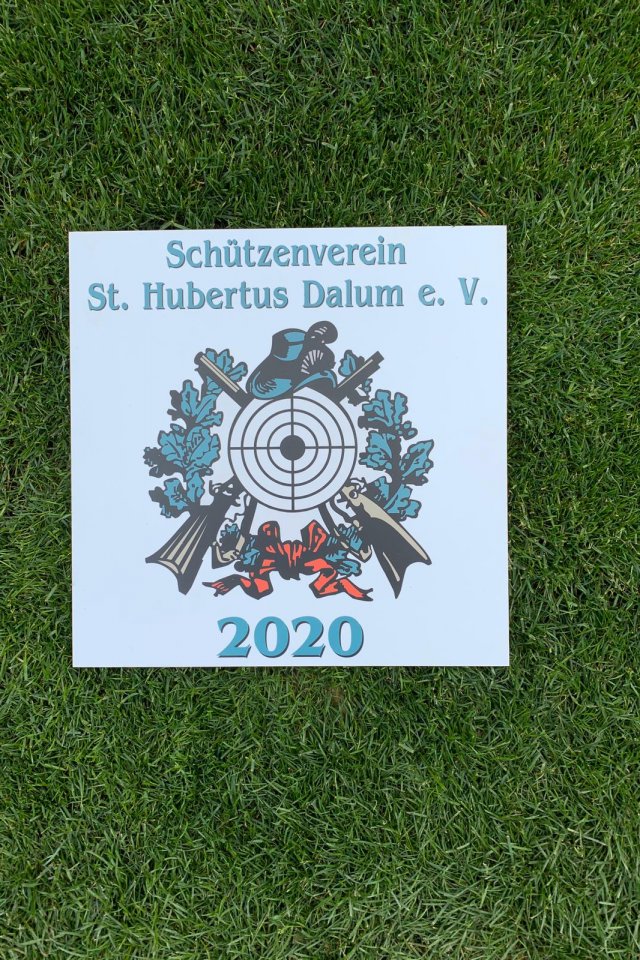 Schützenverein
St. Hubertus Dalum e. V.
2020